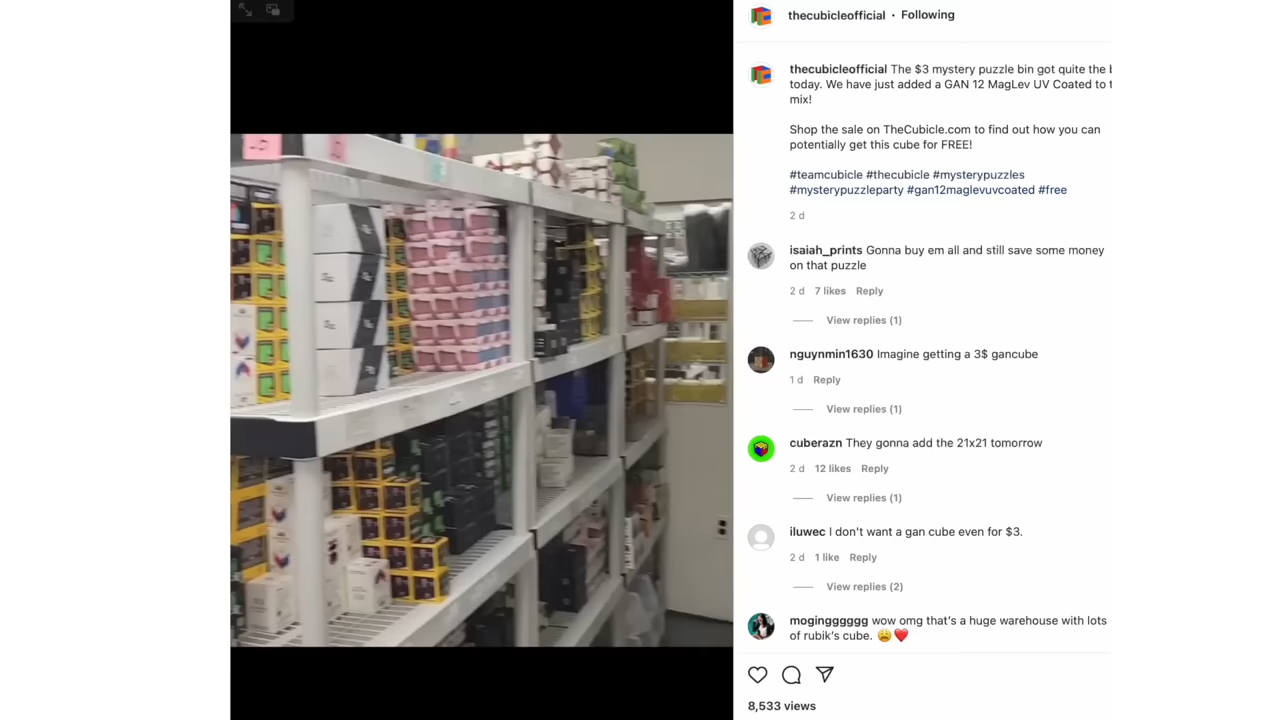 thecubicleofficial • Following
thecubicleofficial The $3 mystery puzzle bin got quite the
today. We have just added a GAN 12 MagLev UV Coated to
mix!
Shop the sale on TheCubicle.com to find out how you can
potentially get this cube for FREE!
#teamcubicle #thecubicle #mysterypuzzles
#mysterypuzzleparty #gan12maglevuvcoated #free
2 d
isaiah_prints Gonna buy em all and still save some money
on that puzzle
2 d 7 likes Reply
View replies (1)
nguynmin1630 Imagine getting a 3$ gancube
1 d Reply
View replies (1)
cuberazn They gonna add the 21x21 tomorrow
2 d 12 likes Reply
View replies (1)
iluwec I don't want a gan cube even for $3.
2 d 1 like Reply
View replies (2)
mogingggggg wow omg that's a huge warehouse with lots
of rubik's cube. 😩❤️
8,533 views